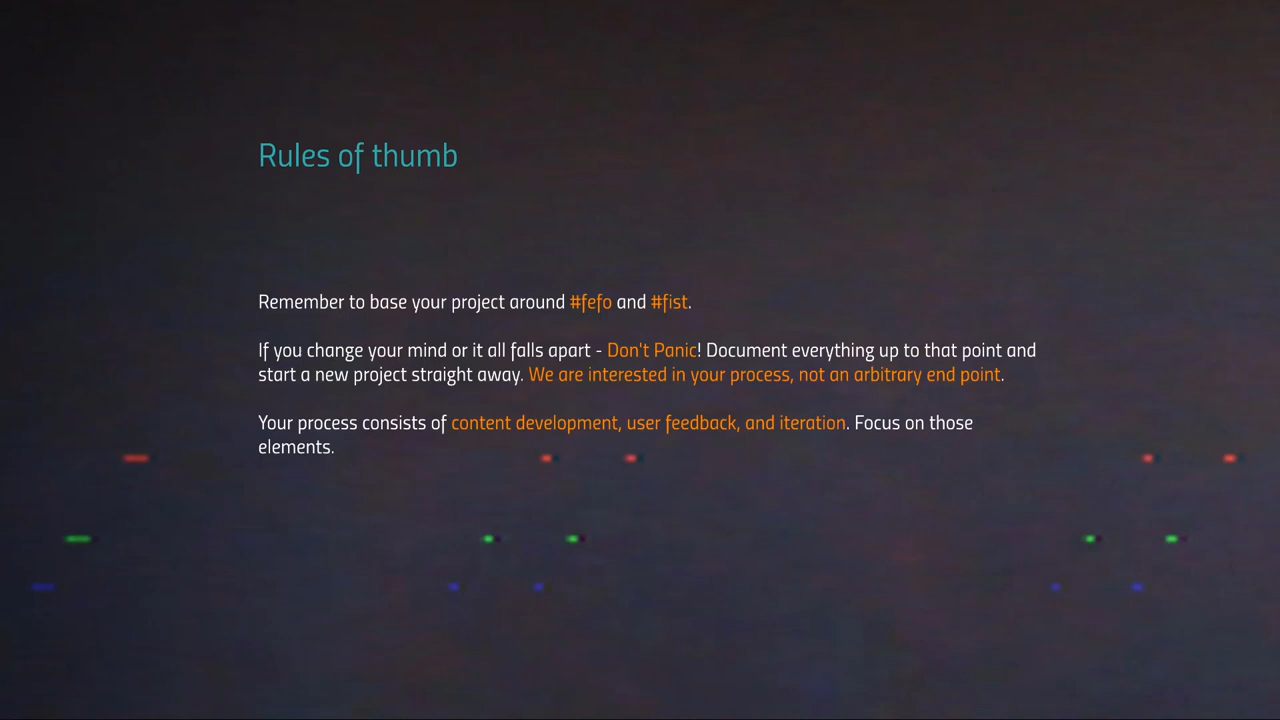 Rules of thumb
Remember to base your project around #fefo and #fist.
If you change your mind or it all falls apart - Don't Panic! Document everything up to that point and
start a new project straight away. We are interested in your process, not an arbitrary end point.
Your process consists of content development, user feedback, and iteration. Focus on those
elements.